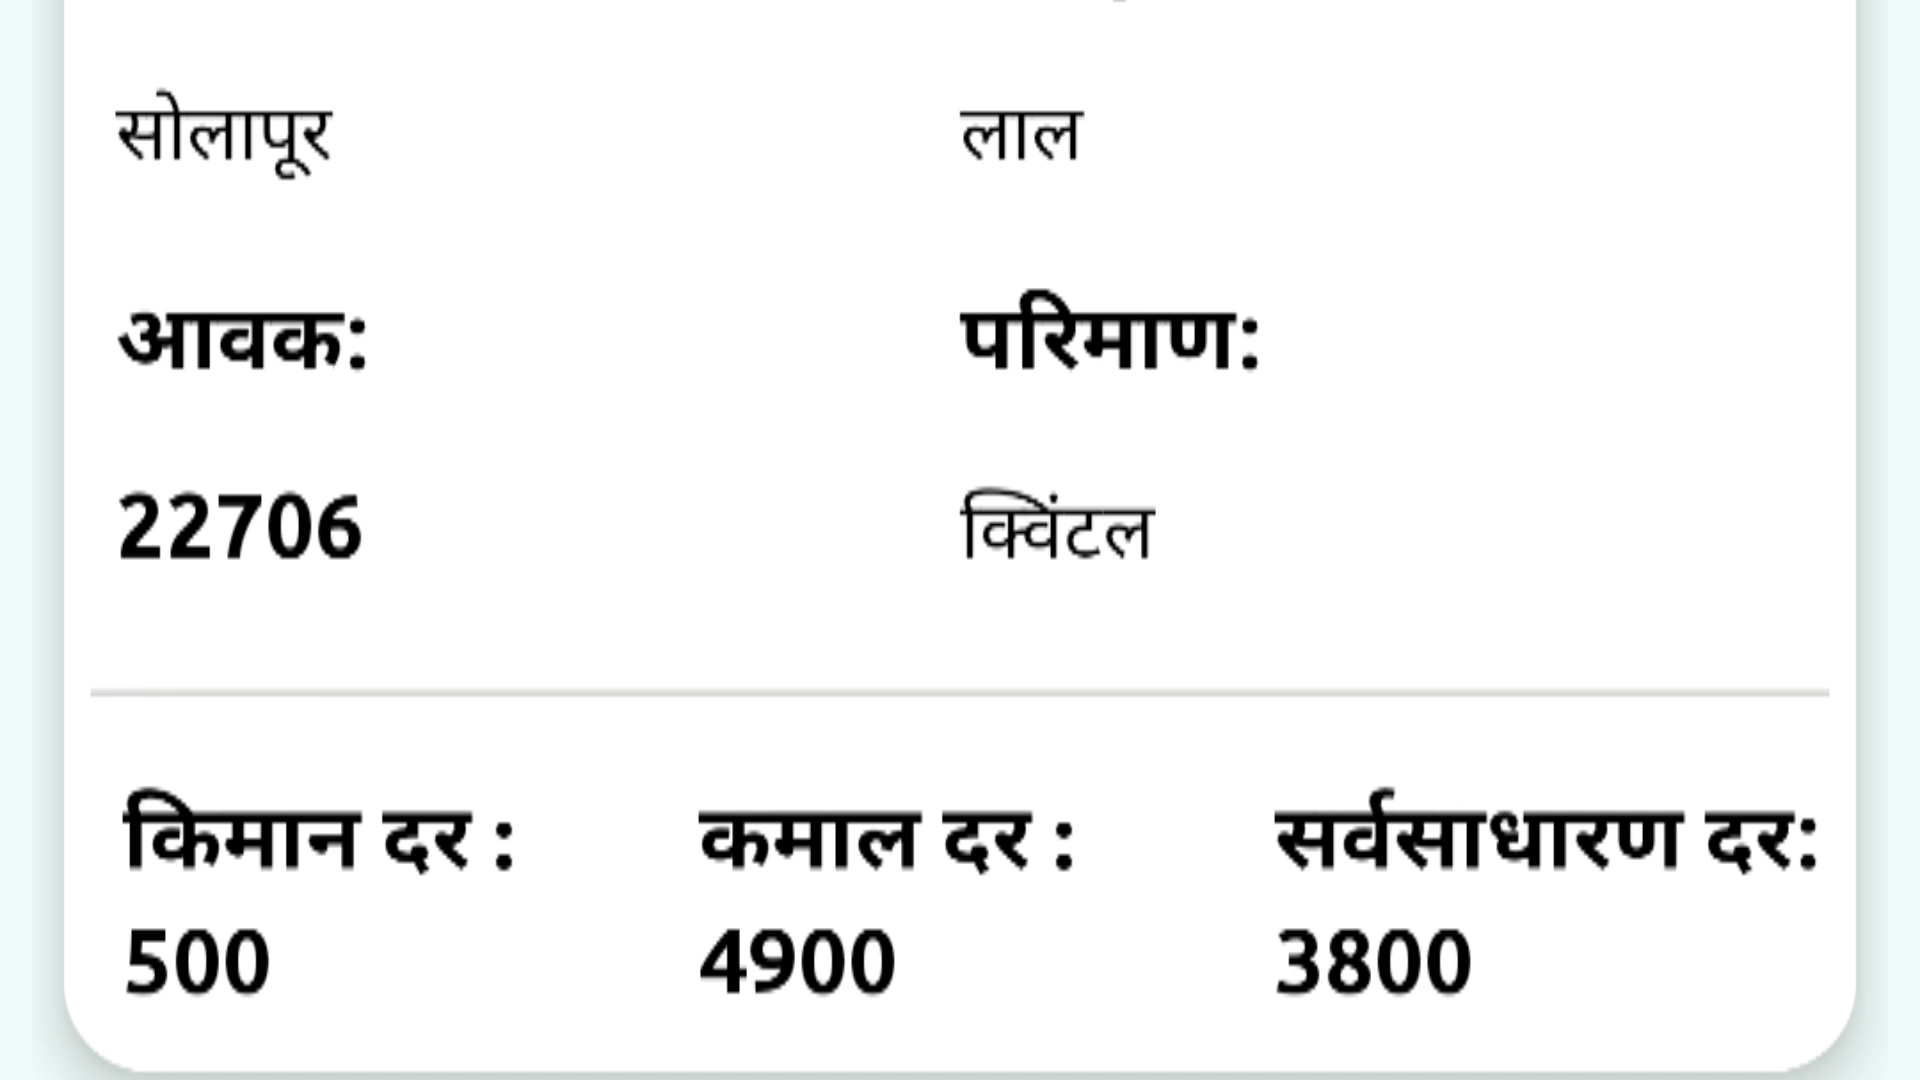 सोलापूर लाल
आवक: परिमाण:
22706 क्विंटल
किमान दर : कमाल दर : सर्वसाधारण दर:
500 4900 3800